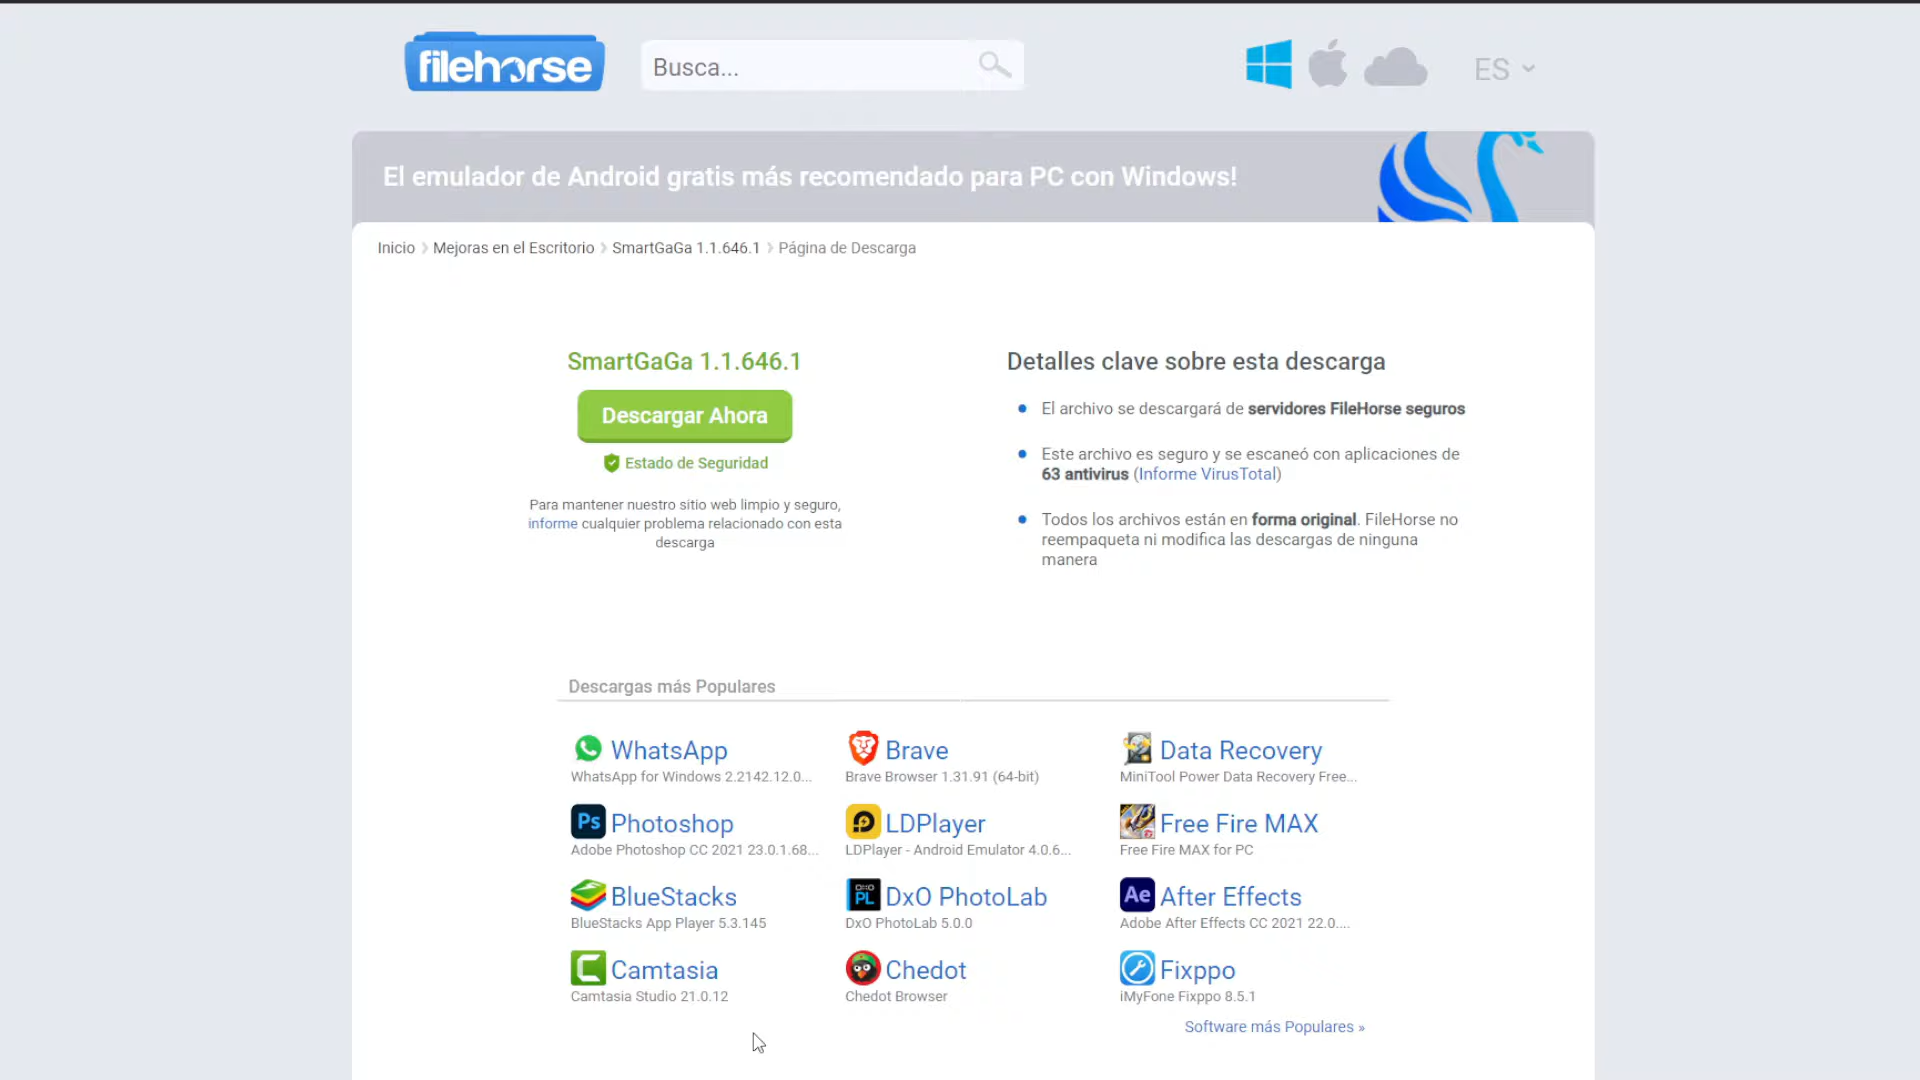 filehorse
Busca...
ES
El emulador de Android gratis más recomendado para PC con Windows!
Inicio > Mejoras en el Escritorio > SmartGaGa 1.1.646.1 > Página de Descarga
SmartGaGa 1.1.646.1
Descargar Ahora
Estado de Seguridad
Para mantener nuestro sitio web limpio y seguro,
informe cualquier problema relacionado con esta
descarga
Detalles clave sobre esta descarga
El archivo se descargará de servidores FileHorse seguros
Este archivo es seguro y se escaneó con aplicaciones de
63 antivirus (Informe VirusTotal)
Todos los archivos están en forma original. FileHorse no
reempaqueta ni modifica las descargas de ninguna
manera
Descargas más Populares
WhatsApp
WhatsApp for Windows 2.2142.12.0...
Brave
Brave Browser 1.31.91 (64-bit)
Data Recovery
MiniTool Power Data Recovery Free...
Ps Photoshop
Adobe Photoshop CC 2021 23.0.1.68...
LDPlayer
LDPlayer - Android Emulator 4.0.6...
Free Fire MAX
Free Fire MAX for PC
BlueStacks
BlueStacks App Player 5.3.145
PL DxO PhotoLab
DxO PhotoLab 5.0.0
Ae After Effects
Adobe After Effects CC 2021 22.0....
Camtasia
Camtasia Studio 21.0.12
Chedot
Chedot Browser
Fixppo
iMyFone Fixppo 8.5.1
Software más Populares »